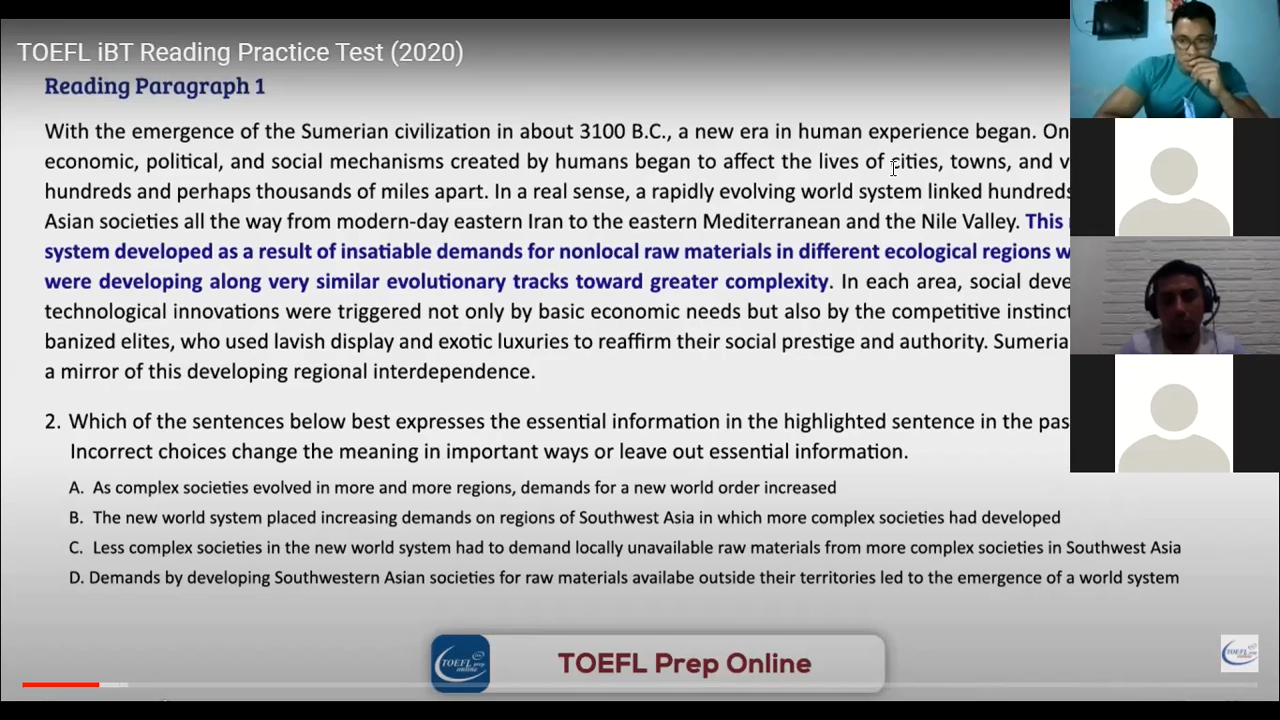 TOEFL iBT Reading Practice Test (2020)
Reading Paragraph 1
With the emergence of the Sumerian civilization in about 3100 B.C., a new era in human experience began. On
economic, political, and social mechanisms created by humans began to affect the lives of cities, towns, and v
hundreds and perhaps thousands of miles apart. In a real sense, a rapidly evolving world system linked hundreds
Asian societies all the way from modern-day eastern Iran to the eastern Mediterranean and the Nile Valley. This
system developed as a result of insatiable demands for nonlocal raw materials in different ecological regions w
were developing along very similar evolutionary tracks toward greater complexity. In each area, social deve
technological innovations were triggered not only by basic economic needs but also by the competitive instinct
banized elites, who used lavish display and exotic luxuries to reaffirm their social prestige and authority. Sumeria
a mirror of this developing regional interdependence.
2. Which of the sentences below best expresses the essential information in the highlighted sentence in the pas
Incorrect choices change the meaning in important ways or leave out essential information.
A. As complex societies evolved in more and more regions, demands for a new world order increased
B. The new world system placed increasing demands on regions of Southwest Asia in which more complex societies had developed
C. Less complex societies in the new world system had to demand locally unavailable raw materials from more complex societies in Southwest Asia
D. Demands by developing Southwestern Asian societies for raw materials availabe outside their territories led to the emergence of a world system
TOEFL Prep Online